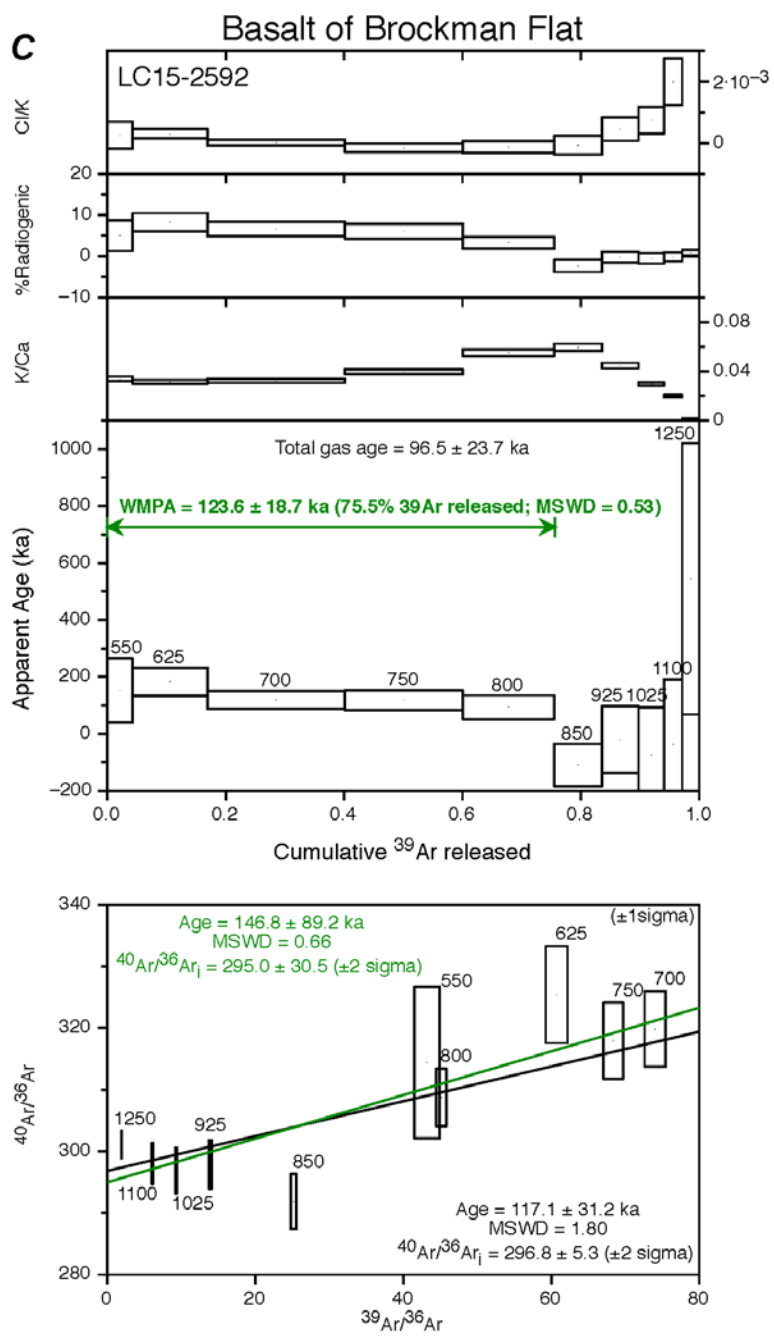 Basalt of Brockman Flat
C
LC15-2592
Cl/K
2·10⁻³
0
%Radiogenic
20
10
0
−10
K/Ca
0.08
0.04
0
Apparent Age (ka)
1000
800
600
400
200
0
−200
Total gas age = 96.5 ± 23.7 ka
WMPA = 123.6 ± 18.7 ka (75.5% 39Ar released; MSWD = 0.53)
550
625
700
750
800
850
925
1025
1100
1250
0.0 0.2 0.4 0.6 0.8 1.0
Cumulative ³⁹Ar released
⁴⁰Ar/³⁶Ar
340
320
300
280
Age = 146.8 ± 89.2 ka
MSWD = 0.66
⁴⁰Ar/³⁶Arᵢ = 295.0 ± 30.5 (±2 sigma)
(±1sigma)
625
550
750
700
800
1250
925
850
1100
1025
Age = 117.1 ± 31.2 ka
MSWD = 1.80
⁴⁰Ar/³⁶Arᵢ = 296.8 ± 5.3 (±2 sigma)
0 20 40 60 80
³⁹Ar/³⁶Ar